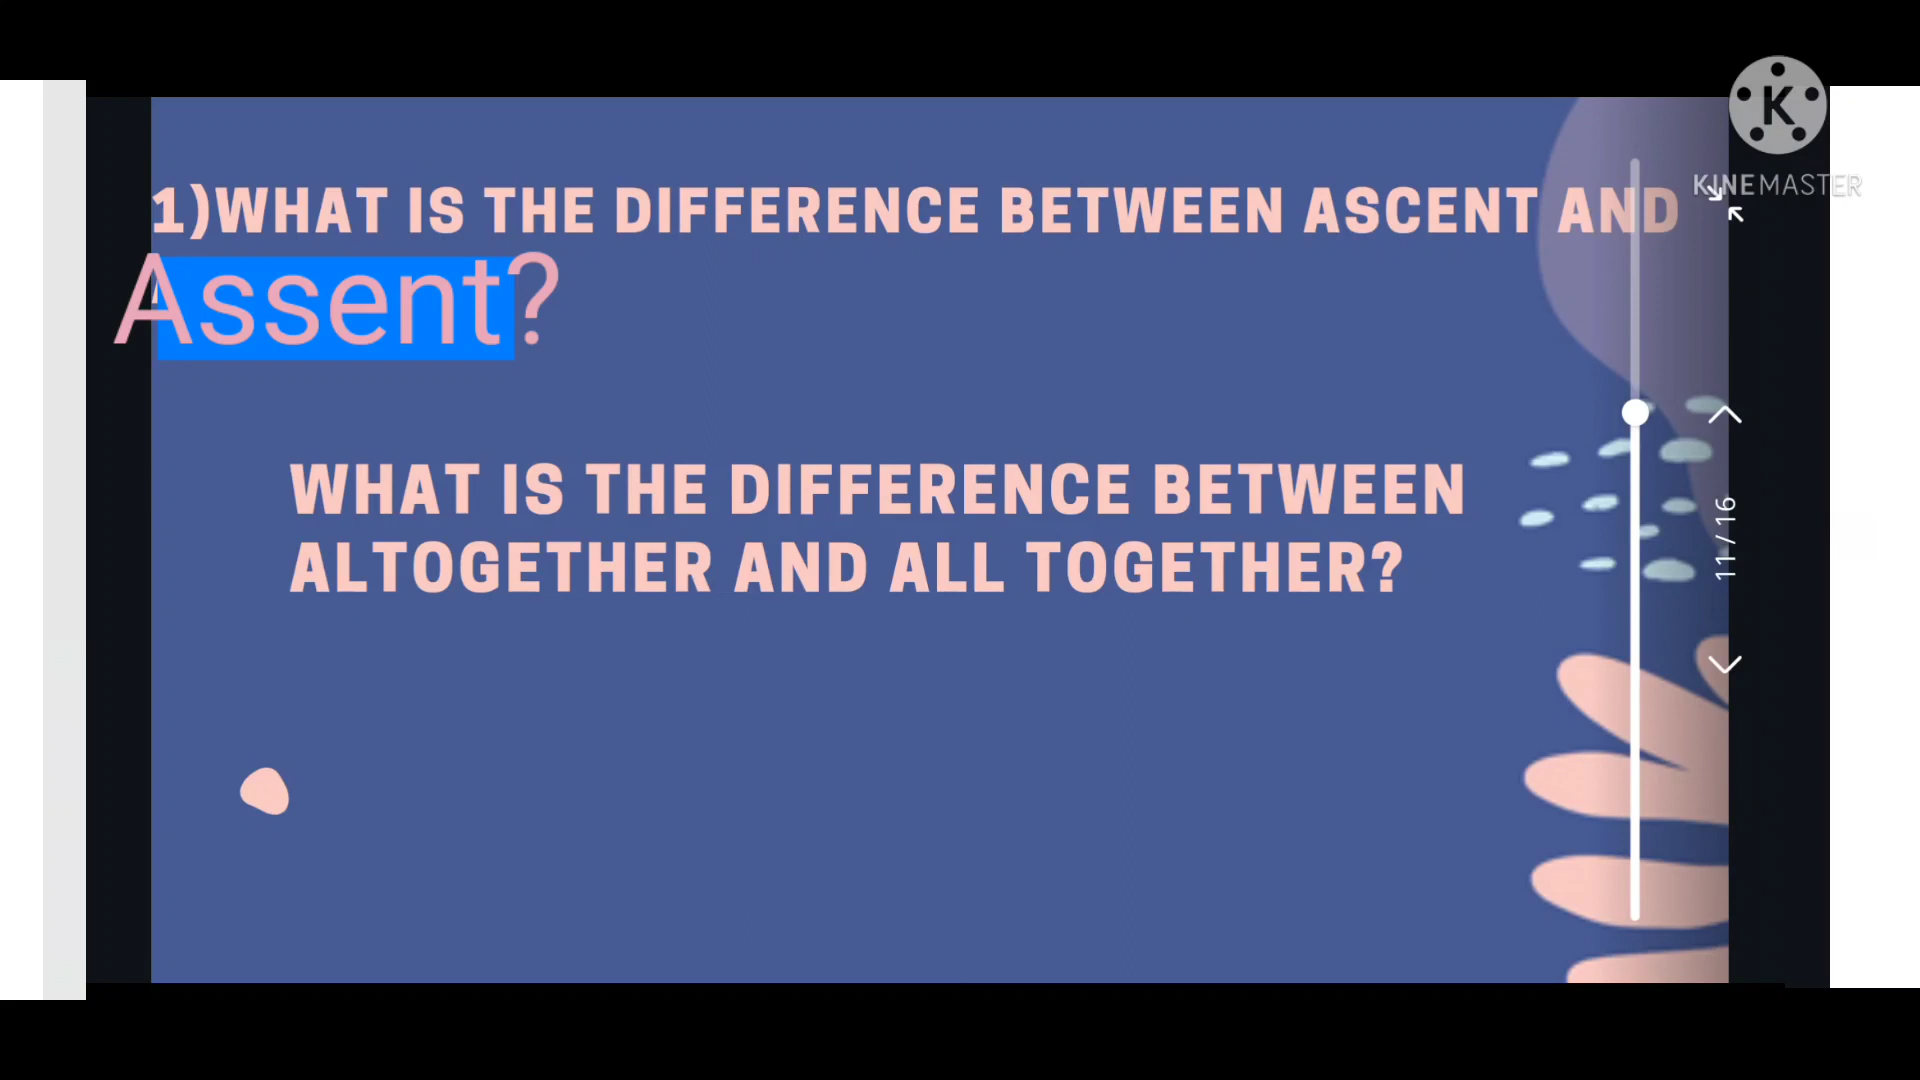 KINEMASTER
1)WHAT IS THE DIFFERENCE BETWEEN ASCENT AND
Assent?
WHAT IS THE DIFFERENCE BETWEEN
ALTOGETHER AND ALL TOGETHER?
11 / 16